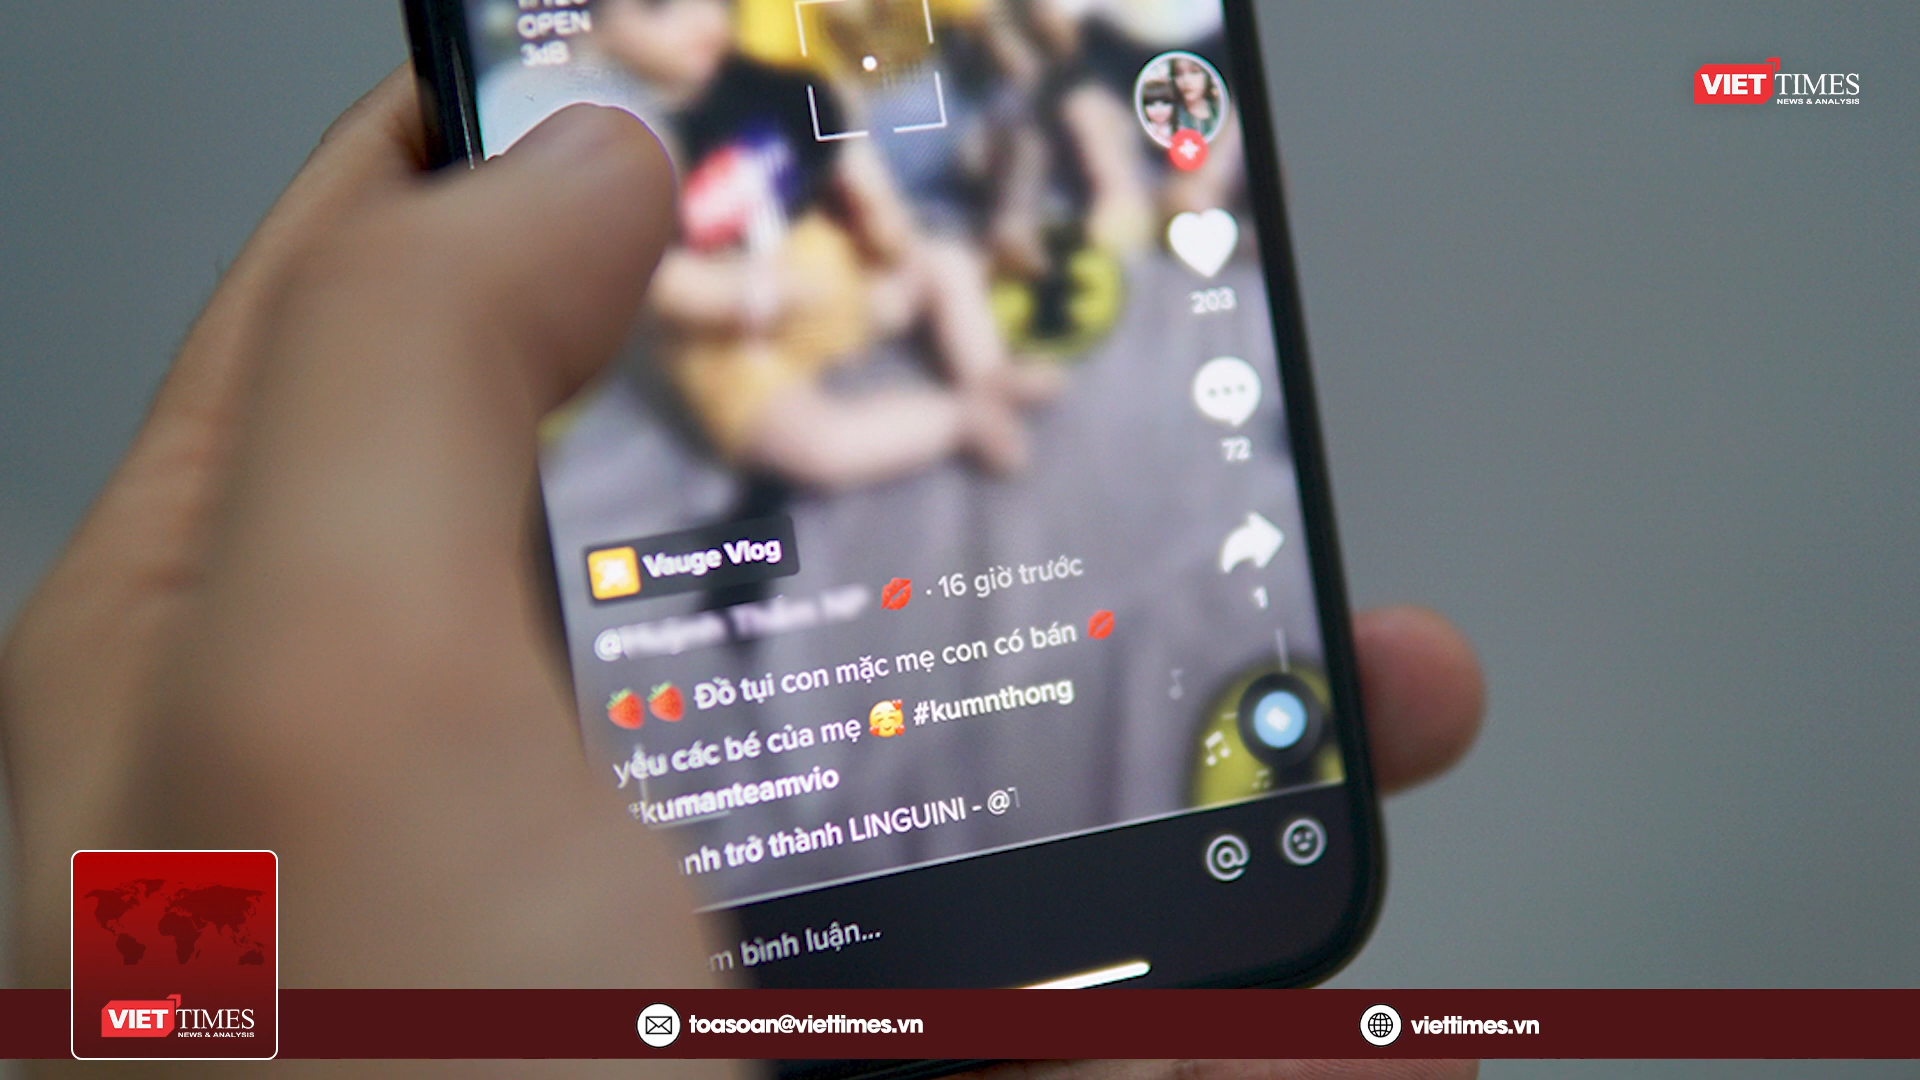 OPEN
3dB
VIETTIMES
NEWS & ANALYSIS
203
72
Vauge Vlog
· 16 giờ trước
1
Đồ tụi con mặc mẹ con có bán
yêu các bé của mẹ #kumnthong
#kumanteamvio
nh trở thành LINGUINI - @T
m bình luận...
VIETTIMES
NEWS & ANALYSIS
toasoan@viettimes.vn
viettimes.vn